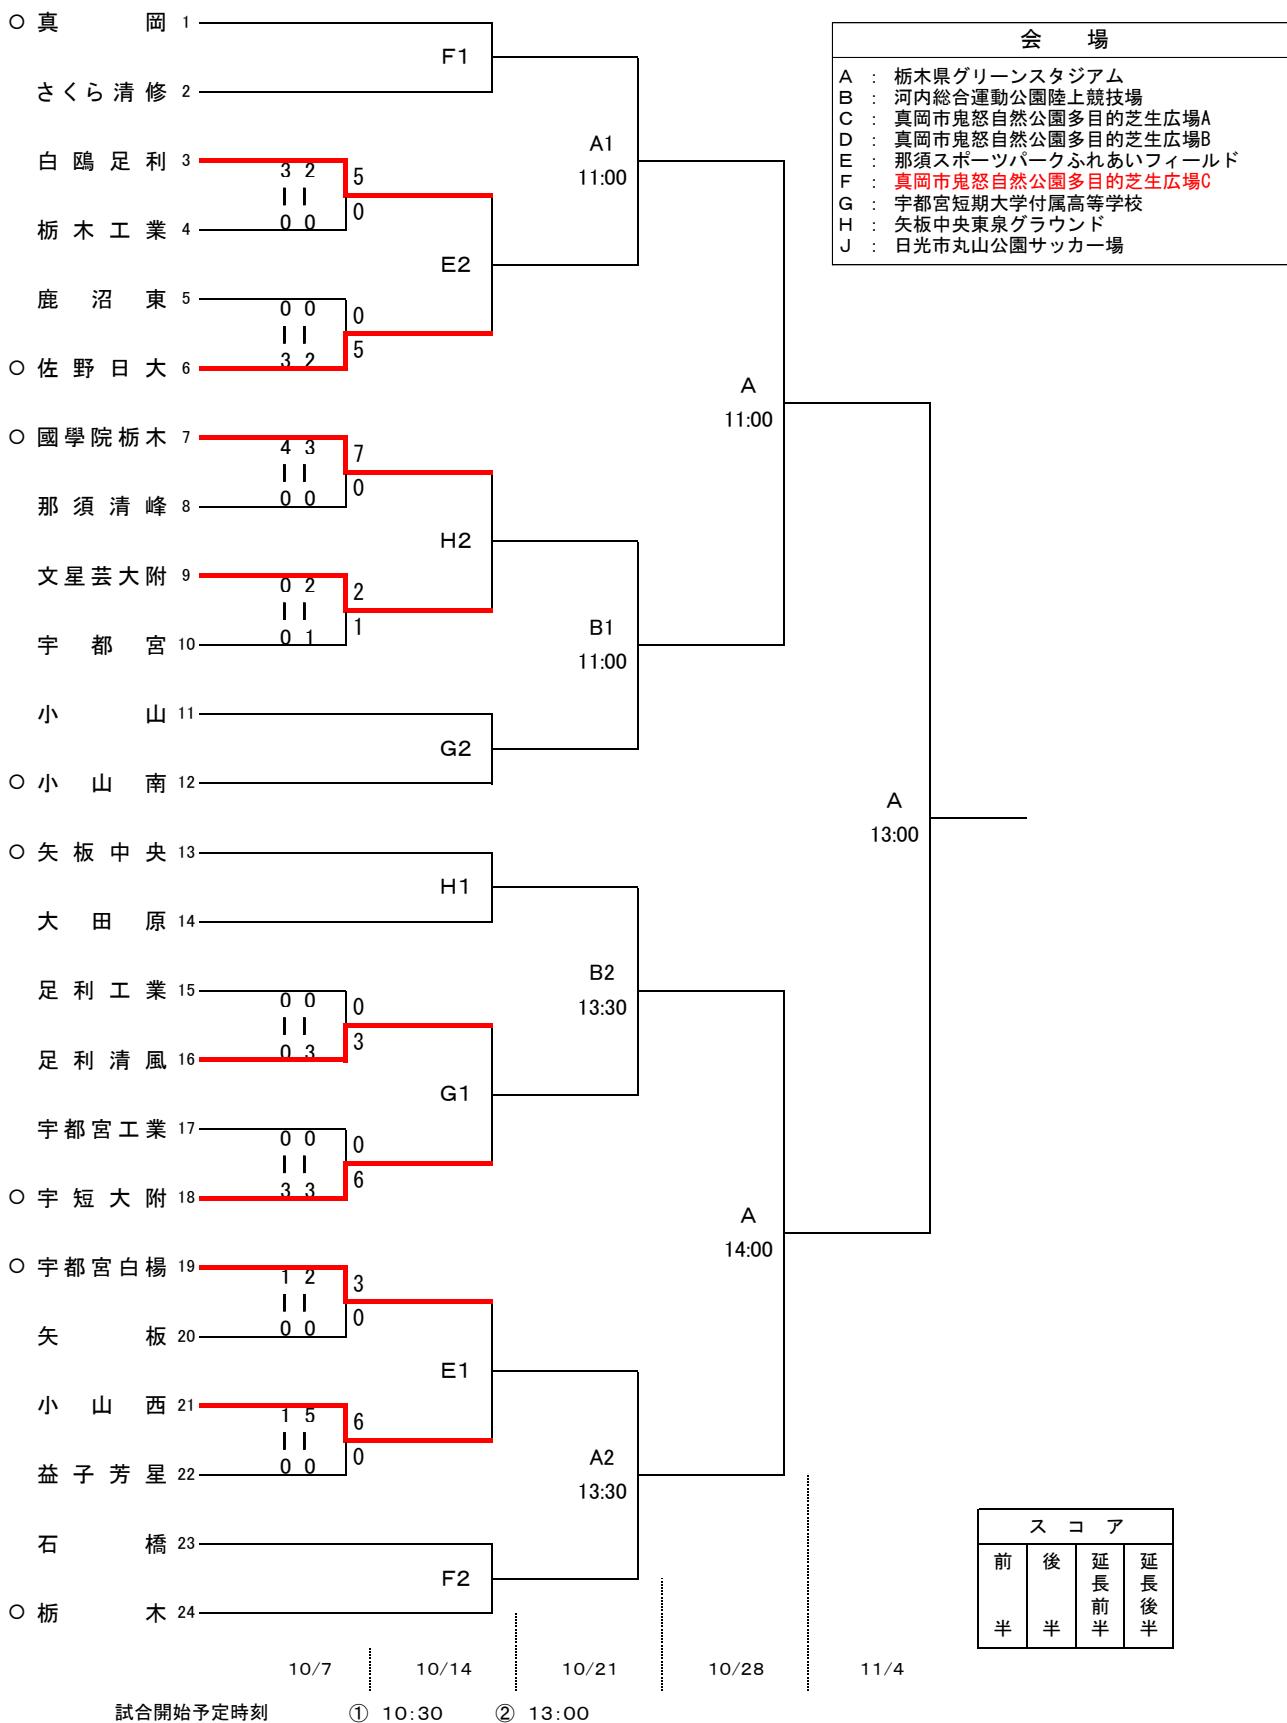 ○ 真岡 1
さくら清修 2
F1
白鴎足利 3
3 2 5
0 0 0
栃木工業 4
E2
鹿沼東 5
0 0 0
3 2 5
○ 佐野日大 6
A1
11:00
○ 國學院栃木 7
4 3 7
0 0 0
那須清峰 8
H2
文星芸大附 9
0 2 2
0 1 1
宇都宮 10
B1
11:00
小山 11
G2
○ 小山南 12
A
11:00
○ 矢板中央 13
H1
大田原 14
B2
13:30
足利工業 15
0 0 0
0 3 3
足利清風 16
G1
宇都宮工業 17
0 0 0
3 3 6
○ 宇短大附 18
A
14:00
○ 宇都宮白楊 19
1 2 3
0 0 0
矢板 20
E1
小山西 21
1 5 6
0 0 0
益子芳星 22
A2
13:30
石橋 23
F2
○ 栃木 24
A
13:00
会場
A : 栃木県グリーンスタジアム
B : 河内総合運動公園陸上競技場
C : 真岡市鬼怒自然公園多目的芝生広場A
D : 真岡市鬼怒自然公園多目的芝生広場B
E : 那須スポーツパークふれあいフィールド
F : 真岡市鬼怒自然公園多目的芝生広場C
G : 宇都宮短期大学付属高等学校
H : 矢板中央東泉グラウンド
J : 日光市丸山公園サッカー場
スコア
前半 後半 延長前半 延長後半
10/7 10/14 10/21 10/28 11/4
試合開始予定時刻 ① 10:30 ② 13:00